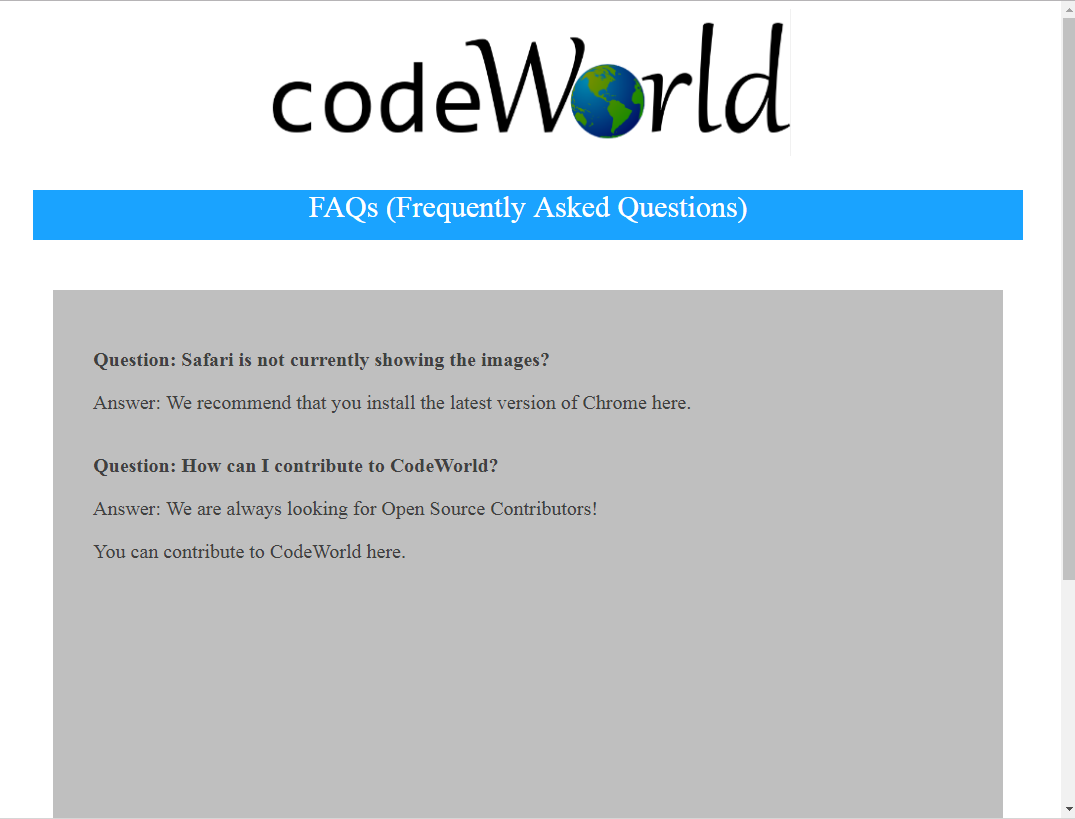 codeWorld
FAQs (Frequently Asked Questions)
Question: Safari is not currently showing the images?
Answer: We recommend that you install the latest version of Chrome here.
Question: How can I contribute to CodeWorld?
Answer: We are always looking for Open Source Contributors!
You can contribute to CodeWorld here.